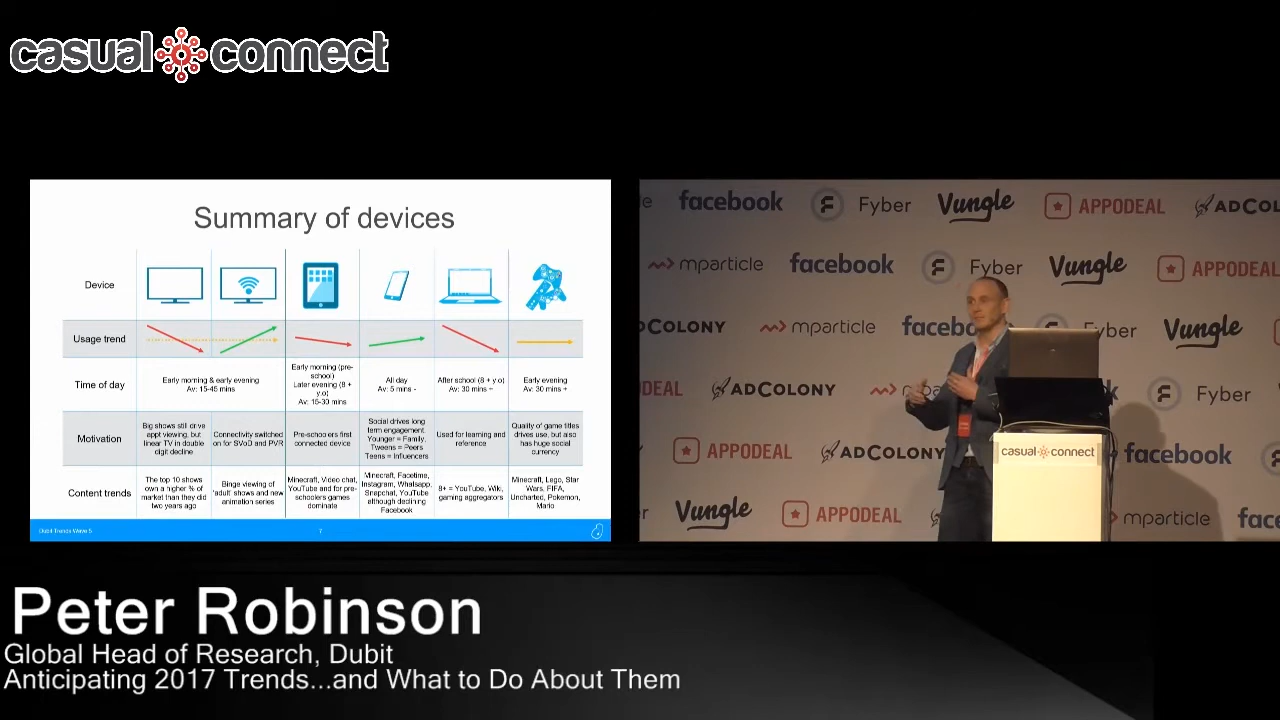 casual connect
Summary of devices
Device
Usage trend
Time of day
Early morning & early evening
Av: 15-45 mins
Early morning (pre-
school)
Later evening (8 +
y.o)
Av: 15-30 mins
All day
Av: 5 mins -
After school (8 + y.o)
Av: 30 mins +
Early evening
Av: 30 mins +
Motivation
Big shows still drive
appt viewing, but
linear TV in double
digit decline
Connectivity switched
on for SVoD and PVR
Pre-schoolers first
connected device
Social drives long
term engagement.
Younger = Family,
Tweens = Peers
Teens = Influencers
Used for learning and
reference
Quality of game titles
drives use, but also
has huge social
currency
Content trends
The top 10 shows
own a higher % of
market than they did
two years ago
Binge viewing of
'adult' shows and new
animation series
Minecraft, Video chat,
YouTube and for pre-
schoolers games
dominate
Minecraft, Facetime,
Instagram, Whatsapp,
Snapchat, YouTube
although declining
Facebook
8+ = YouTube, Wiki,
gaming aggregators
Minecraft, Lego, Star
Wars, FIFA,
Uncharted, Pokemon,
Mario
Dubit Trends Wave 5
7
le facebook Fyber Vungle APPODEAL ADCOL
mparticle facebook Fyber Vungle APPODEAL
OCOLONY mparticle faceboo Fyber Vungle
DEAL ADCOLONY Fyber
APPODEAL ADCOLONY facebook
Vungle APPODEAL mparticle face
casual connect
Peter Robinson
Global Head of Research, Dubit
Anticipating 2017 Trends...and What to Do About Them